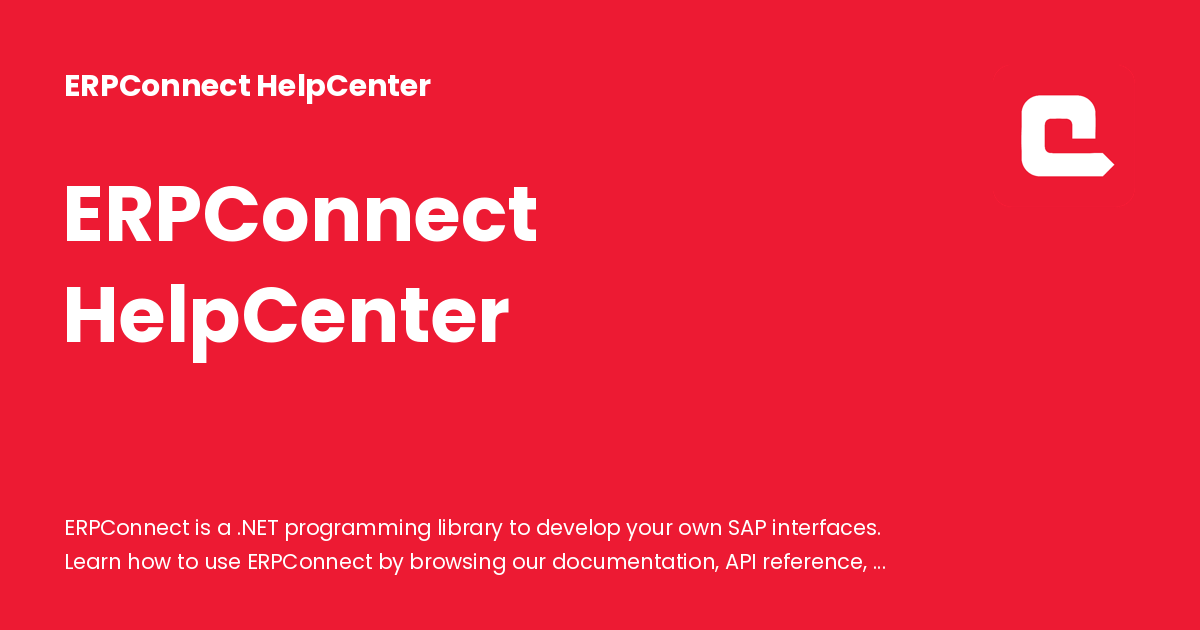 ERPConnect HelpCenter
ERPConnect
HelpCenter
ERPConnect is a .NET programming library to develop your own SAP interfaces.
Learn how to use ERPConnect by browsing our documentation, API reference, ...